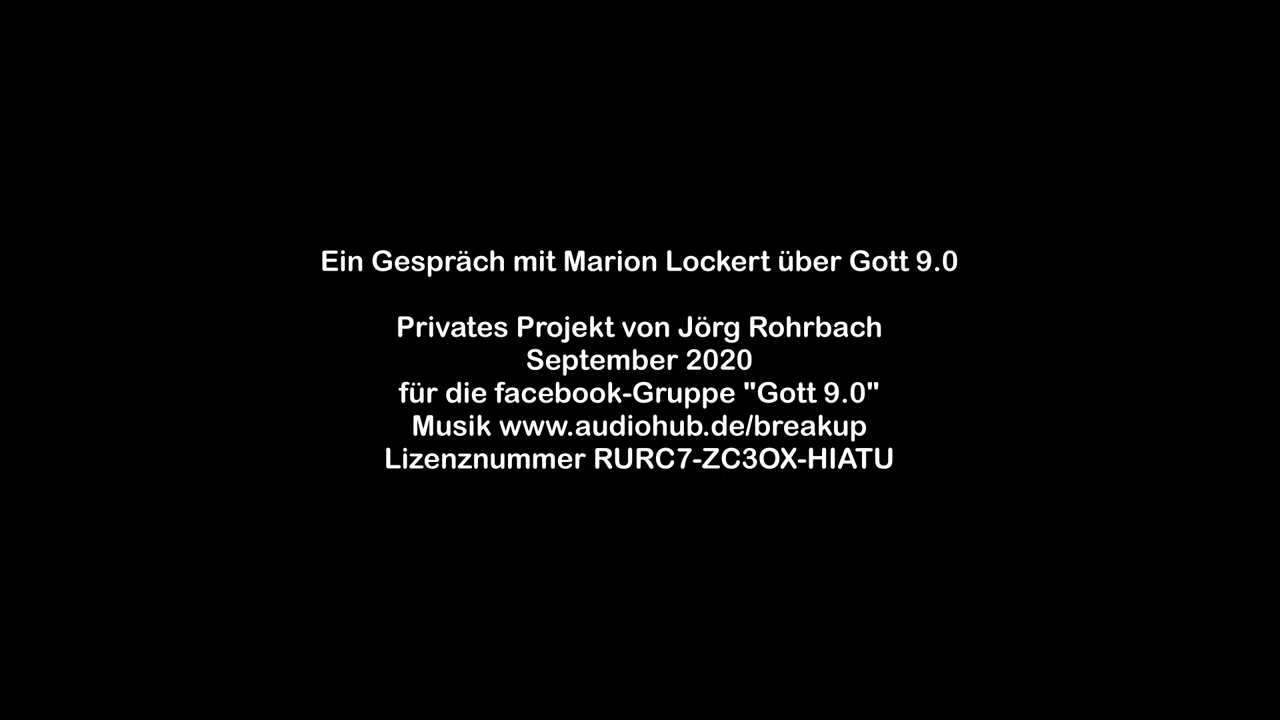 Ein Gespräch mit Marion Lockert über Gott 9.0
Privates Projekt von Jörg Rohrbach
September 2020
für die facebook-Gruppe "Gott 9.0"
Musik www.audiohub.de/breakup
Lizenznummer RURC7-ZC3OX-HIATU